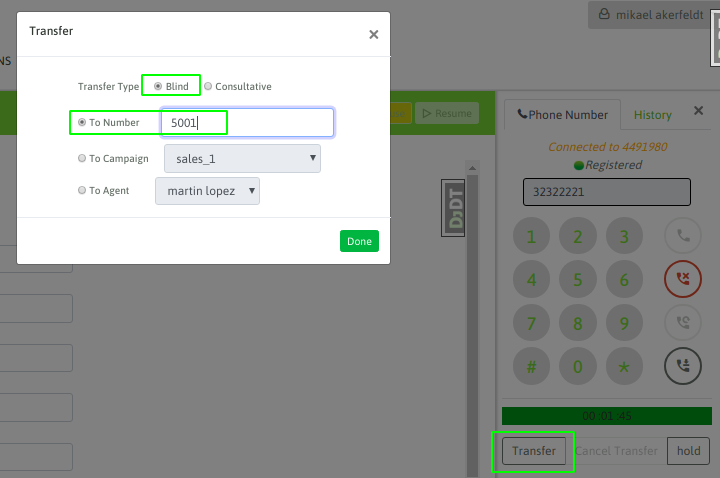 Transfer
×
mikael akerfeldt
NS
Transfer Type Blind Consultative
To Number 5001
To Campaign sales_1
To Agent martin lopez
Done
Resume
Phone Number History ×
Connected to 4491980
Registered
32322221
1 2 3
4 5 6
7 8 9
# 0 *
00:01:45
Transfer Cancel Transfer hold
DjDT